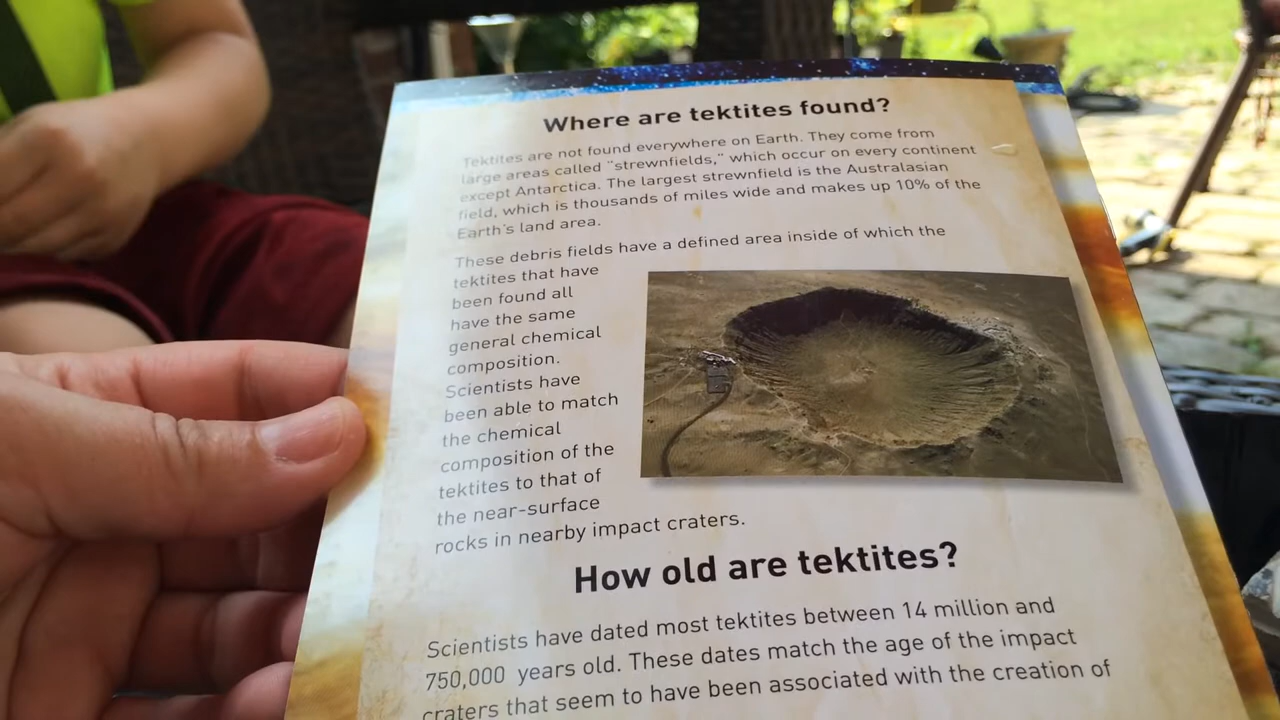 Where are tektites found?
Tektites are not found everywhere on Earth. They come from
large areas called "strewnfields," which occur on every continent
except Antarctica. The largest strewnfield is the Australasian
field, which is thousands of miles wide and makes up 10% of the
Earth's land area.
These debris fields have a defined area inside of which the
tektites that have
been found all
have the same
general chemical
composition.
Scientists have
been able to match
the chemical
composition of the
tektites to that of
the near-surface
rocks in nearby impact craters.
How old are tektites?
Scientists have dated most tektites between 14 million and
750,000 years old. These dates match the age of the impact
craters that seem to have been associated with the creation of